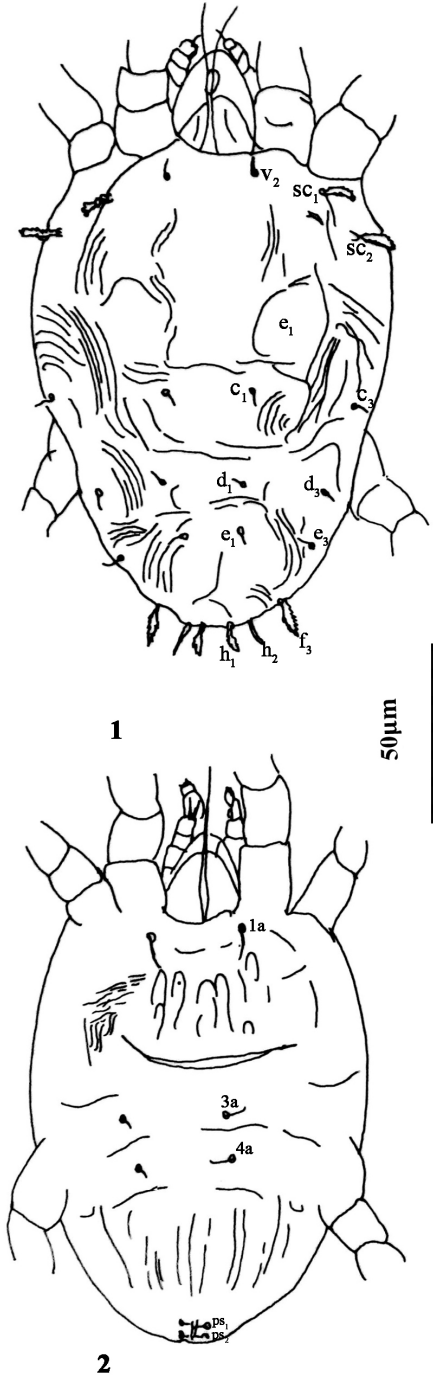 v₂
sc₁
sc₂
e₁
c₁
c₃
d₁
d₃
e₁
e₃
f₃
h₁
h₂
1
50µm
1a
3a
4a
ps₁
ps₂
2